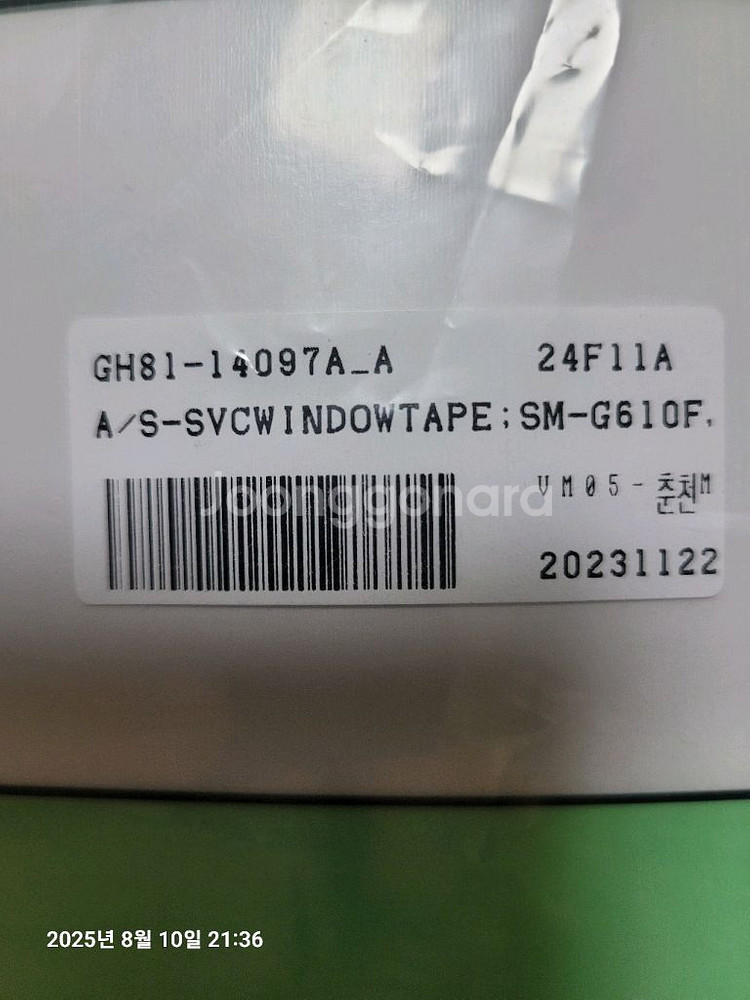 GH81-14097A_A 24F11A
A/S-SVCWINDOWTAPE;SM-G610F,
VM05-춘천M
Joonggonara
20231122
2025년 8월 10일 21:36